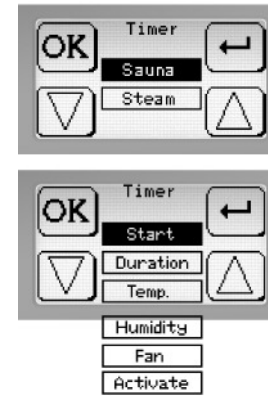 OK
Timer
Sauna
Steam
OK
Timer
Start
Duration
Temp.
Humidity
Fan
Activate